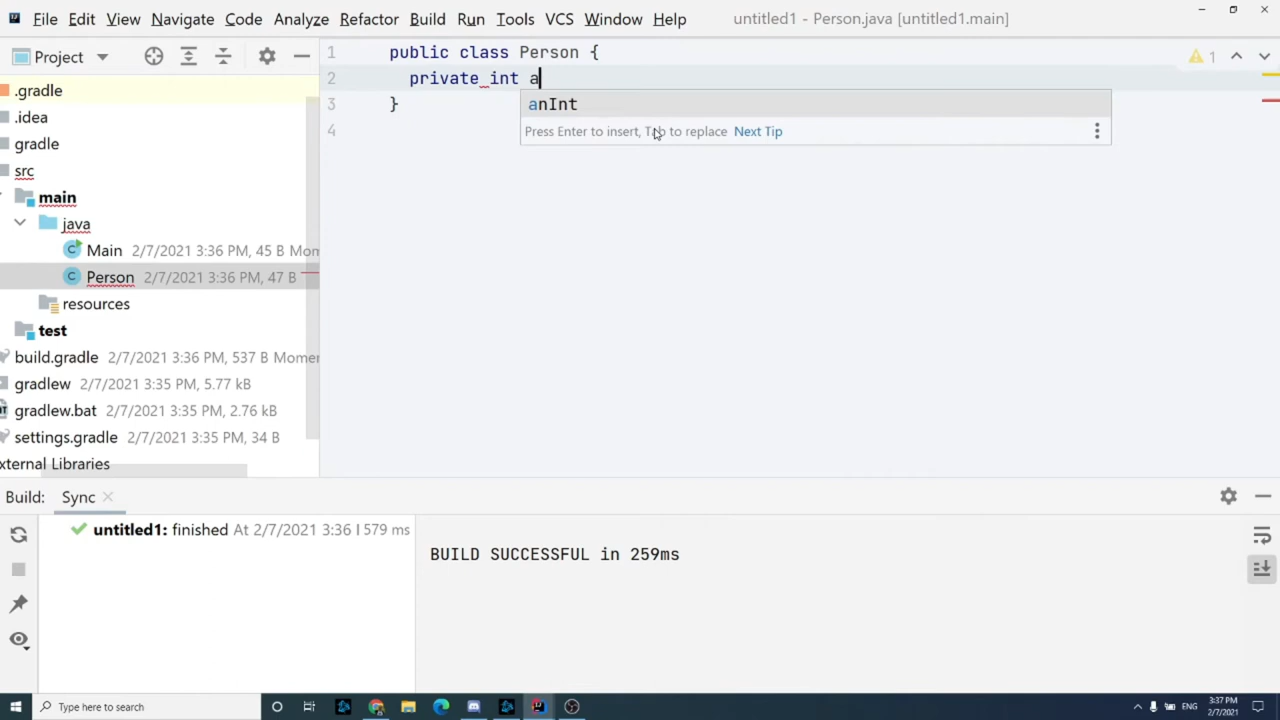 File Edit View Navigate Code Analyze Refactor Build Run Tools VCS Window Help untitled1 - Person.java [untitled1.main]
Project
1 public class Person {
2 private int a
3 }
4
1
anInt
Press Enter to insert, Tab to replace Next Tip
.gradle
.idea
gradle
src
main
java
Main 2/7/2021 3:36 PM, 45 B Mom
Person 2/7/2021 3:36 PM, 47 B
resources
test
build.gradle 2/7/2021 3:36 PM, 537 B Mome
gradlew 2/7/2021 3:35 PM, 5.77 kB
gradlew.bat 2/7/2021 3:35 PM, 2.76 kB
settings.gradle 2/7/2021 3:35 PM, 34 B
xternal Libraries
Build: Sync
untitled1: finished At 2/7/2021 3:36 I 579 ms
BUILD SUCCESSFUL in 259ms
Type here to search
ENG
3:37 PM
2/7/2021